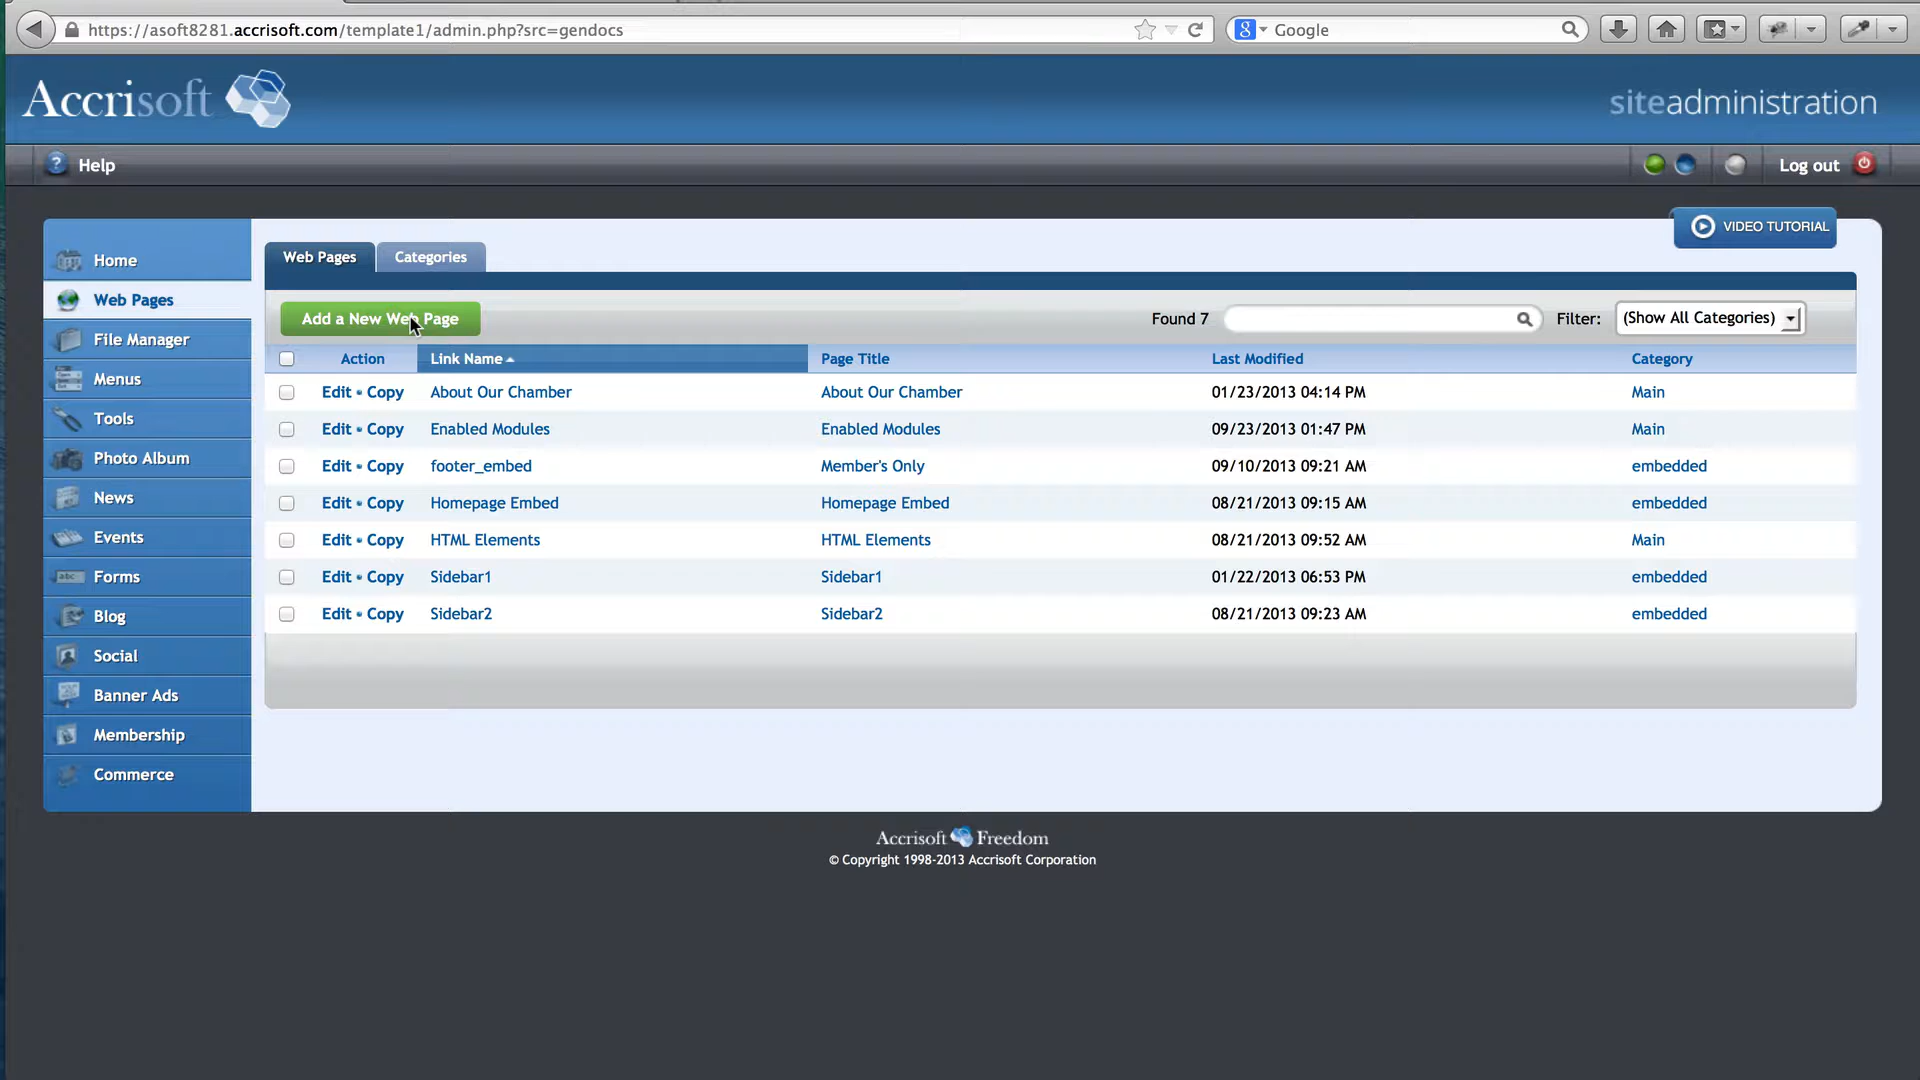 https://asoft8281.accrisoft.com/template1/admin.php?src=gendocs
Google
Accrisoft
siteadministration
Help
Log out
VIDEO TUTORIAL
Home
Web Pages
File Manager
Menus
Tools
Photo Album
News
Events
Forms
Blog
Social
Banner Ads
Membership
Commerce
Web Pages Categories
Add a New Web Page Found 7 Filter: (Show All Categories)
Action Link Name Page Title Last Modified Category
Edit • Copy About Our Chamber About Our Chamber 01/23/2013 04:14 PM Main
Edit • Copy Enabled Modules Enabled Modules 09/23/2013 01:47 PM Main
Edit • Copy footer_embed Member's Only 09/10/2013 09:21 AM embedded
Edit • Copy Homepage Embed Homepage Embed 08/21/2013 09:15 AM embedded
Edit • Copy HTML Elements HTML Elements 08/21/2013 09:52 AM Main
Edit • Copy Sidebar1 Sidebar1 01/22/2013 06:53 PM embedded
Edit • Copy Sidebar2 Sidebar2 08/21/2013 09:23 AM embedded
Accrisoft Freedom
© Copyright 1998-2013 Accrisoft Corporation